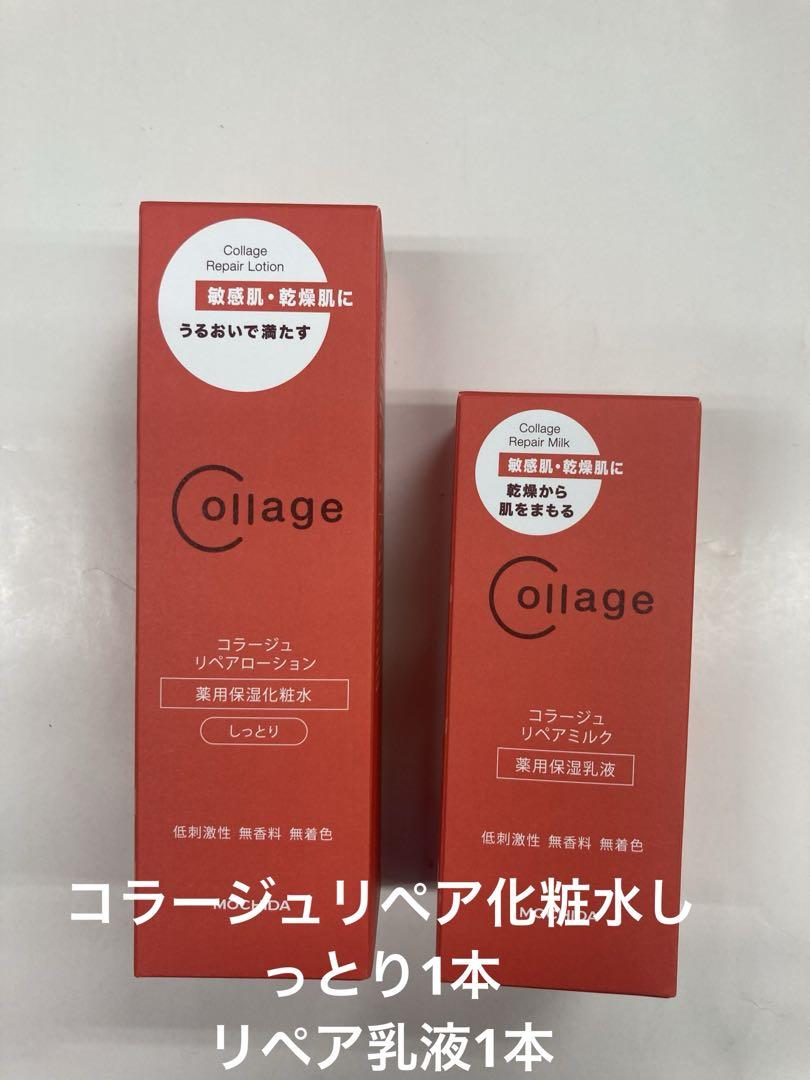 Collage
Repair Lotion
敏感肌・乾燥肌に
うるおいで満たす
Collage
コラージュ
リペアローション
薬用保湿化粧水
しっとり
低刺激性 無香料 無着色
MOCHIDA
Collage
Repair Milk
敏感肌・乾燥肌に
乾燥から
肌をまもる
Collage
コラージュ
リペアミルク
薬用保湿乳液
低刺激性 無香料 無着色
MOCHIDA
コラージュリペア化粧水し
っとり1本
リペア乳液1本